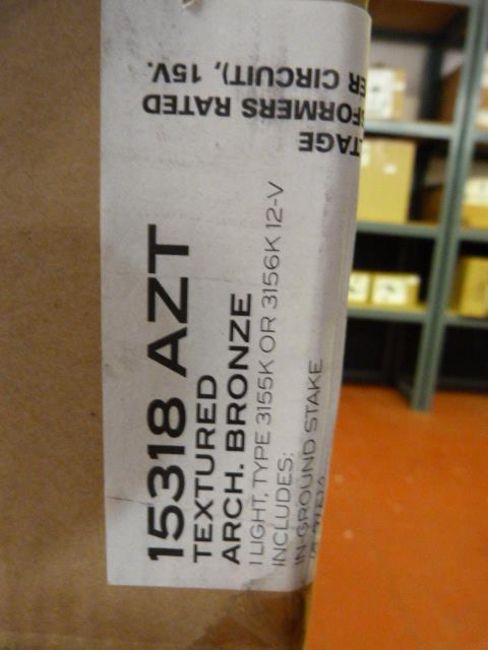 TAGE
SFORMERS RATED
ER CIRCUIT), 15V.
15318 AZT
TEXTURED
ARCH. BRONZE
1 LIGHT, TYPE 3155K OR 3156K 12-V
INCLUDES:
IN-GROUND STAKE